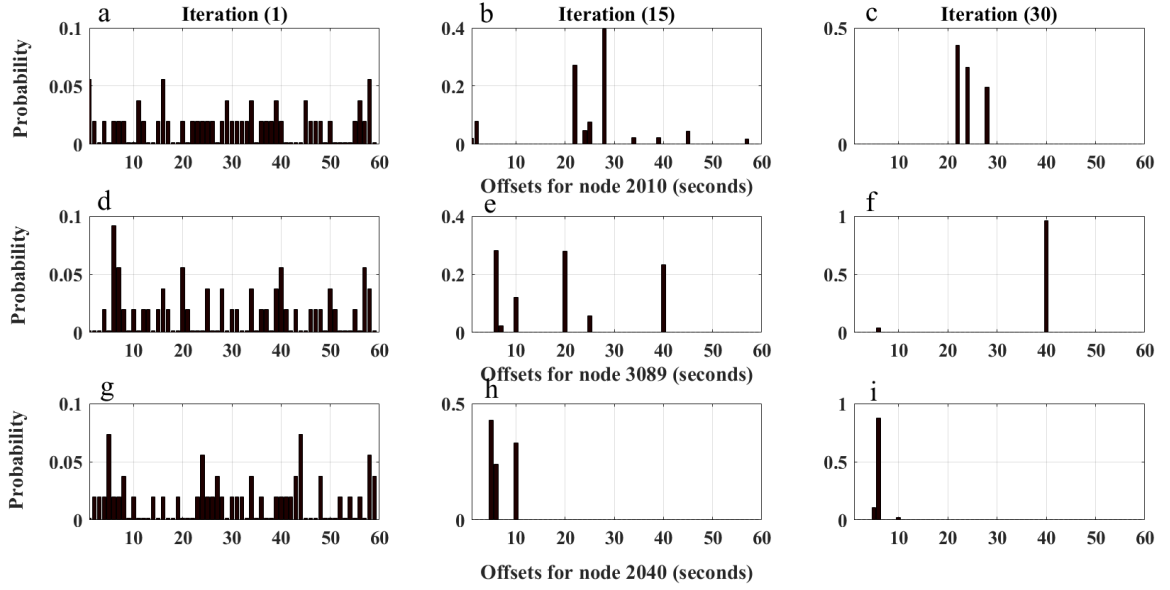 a Iteration (1) b Iteration (15) c Iteration (30)
Probability
0.1 0.4 0.5
0.05 0.2
0 0 0
10 20 30 40 50 60 10 20 30 40 50 60 10 20 30 40 50 60
Offsets for node 2010 (seconds)
d e f
Probability
0.1 0.4 1
0.05 0.2 0.5
0 0 0
10 20 30 40 50 60 10 20 30 40 50 60 10 20 30 40 50 60
Offsets for node 3089 (seconds)
g h i
Probability
0.1 0.5 1
0.05 0.5
0 0 0
10 20 30 40 50 60 10 20 30 40 50 60 10 20 30 40 50 60
Offsets for node 2040 (seconds)